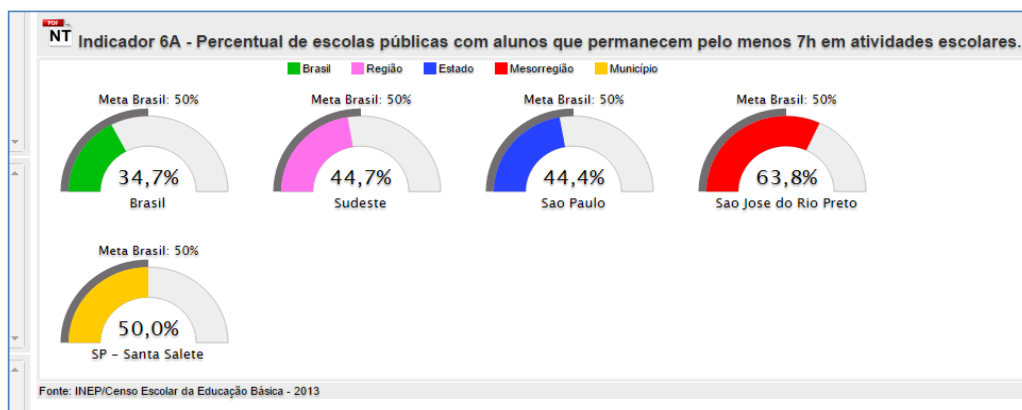 PDF
NT Indicador 6A - Percentual de escolas públicas com alunos que permanecem pelo menos 7h em atividades escolares.
Brasil Região Estado Mesorregião Município
Meta Brasil: 50% Meta Brasil: 50% Meta Brasil: 50% Meta Brasil: 50%
34,7% 44,7% 44,4% 63,8%
Brasil Sudeste Sao Paulo Sao Jose do Rio Preto
Meta Brasil: 50%
50,0%
SP - Santa Salete
Fonte: INEP/Censo Escolar da Educação Básica - 2013